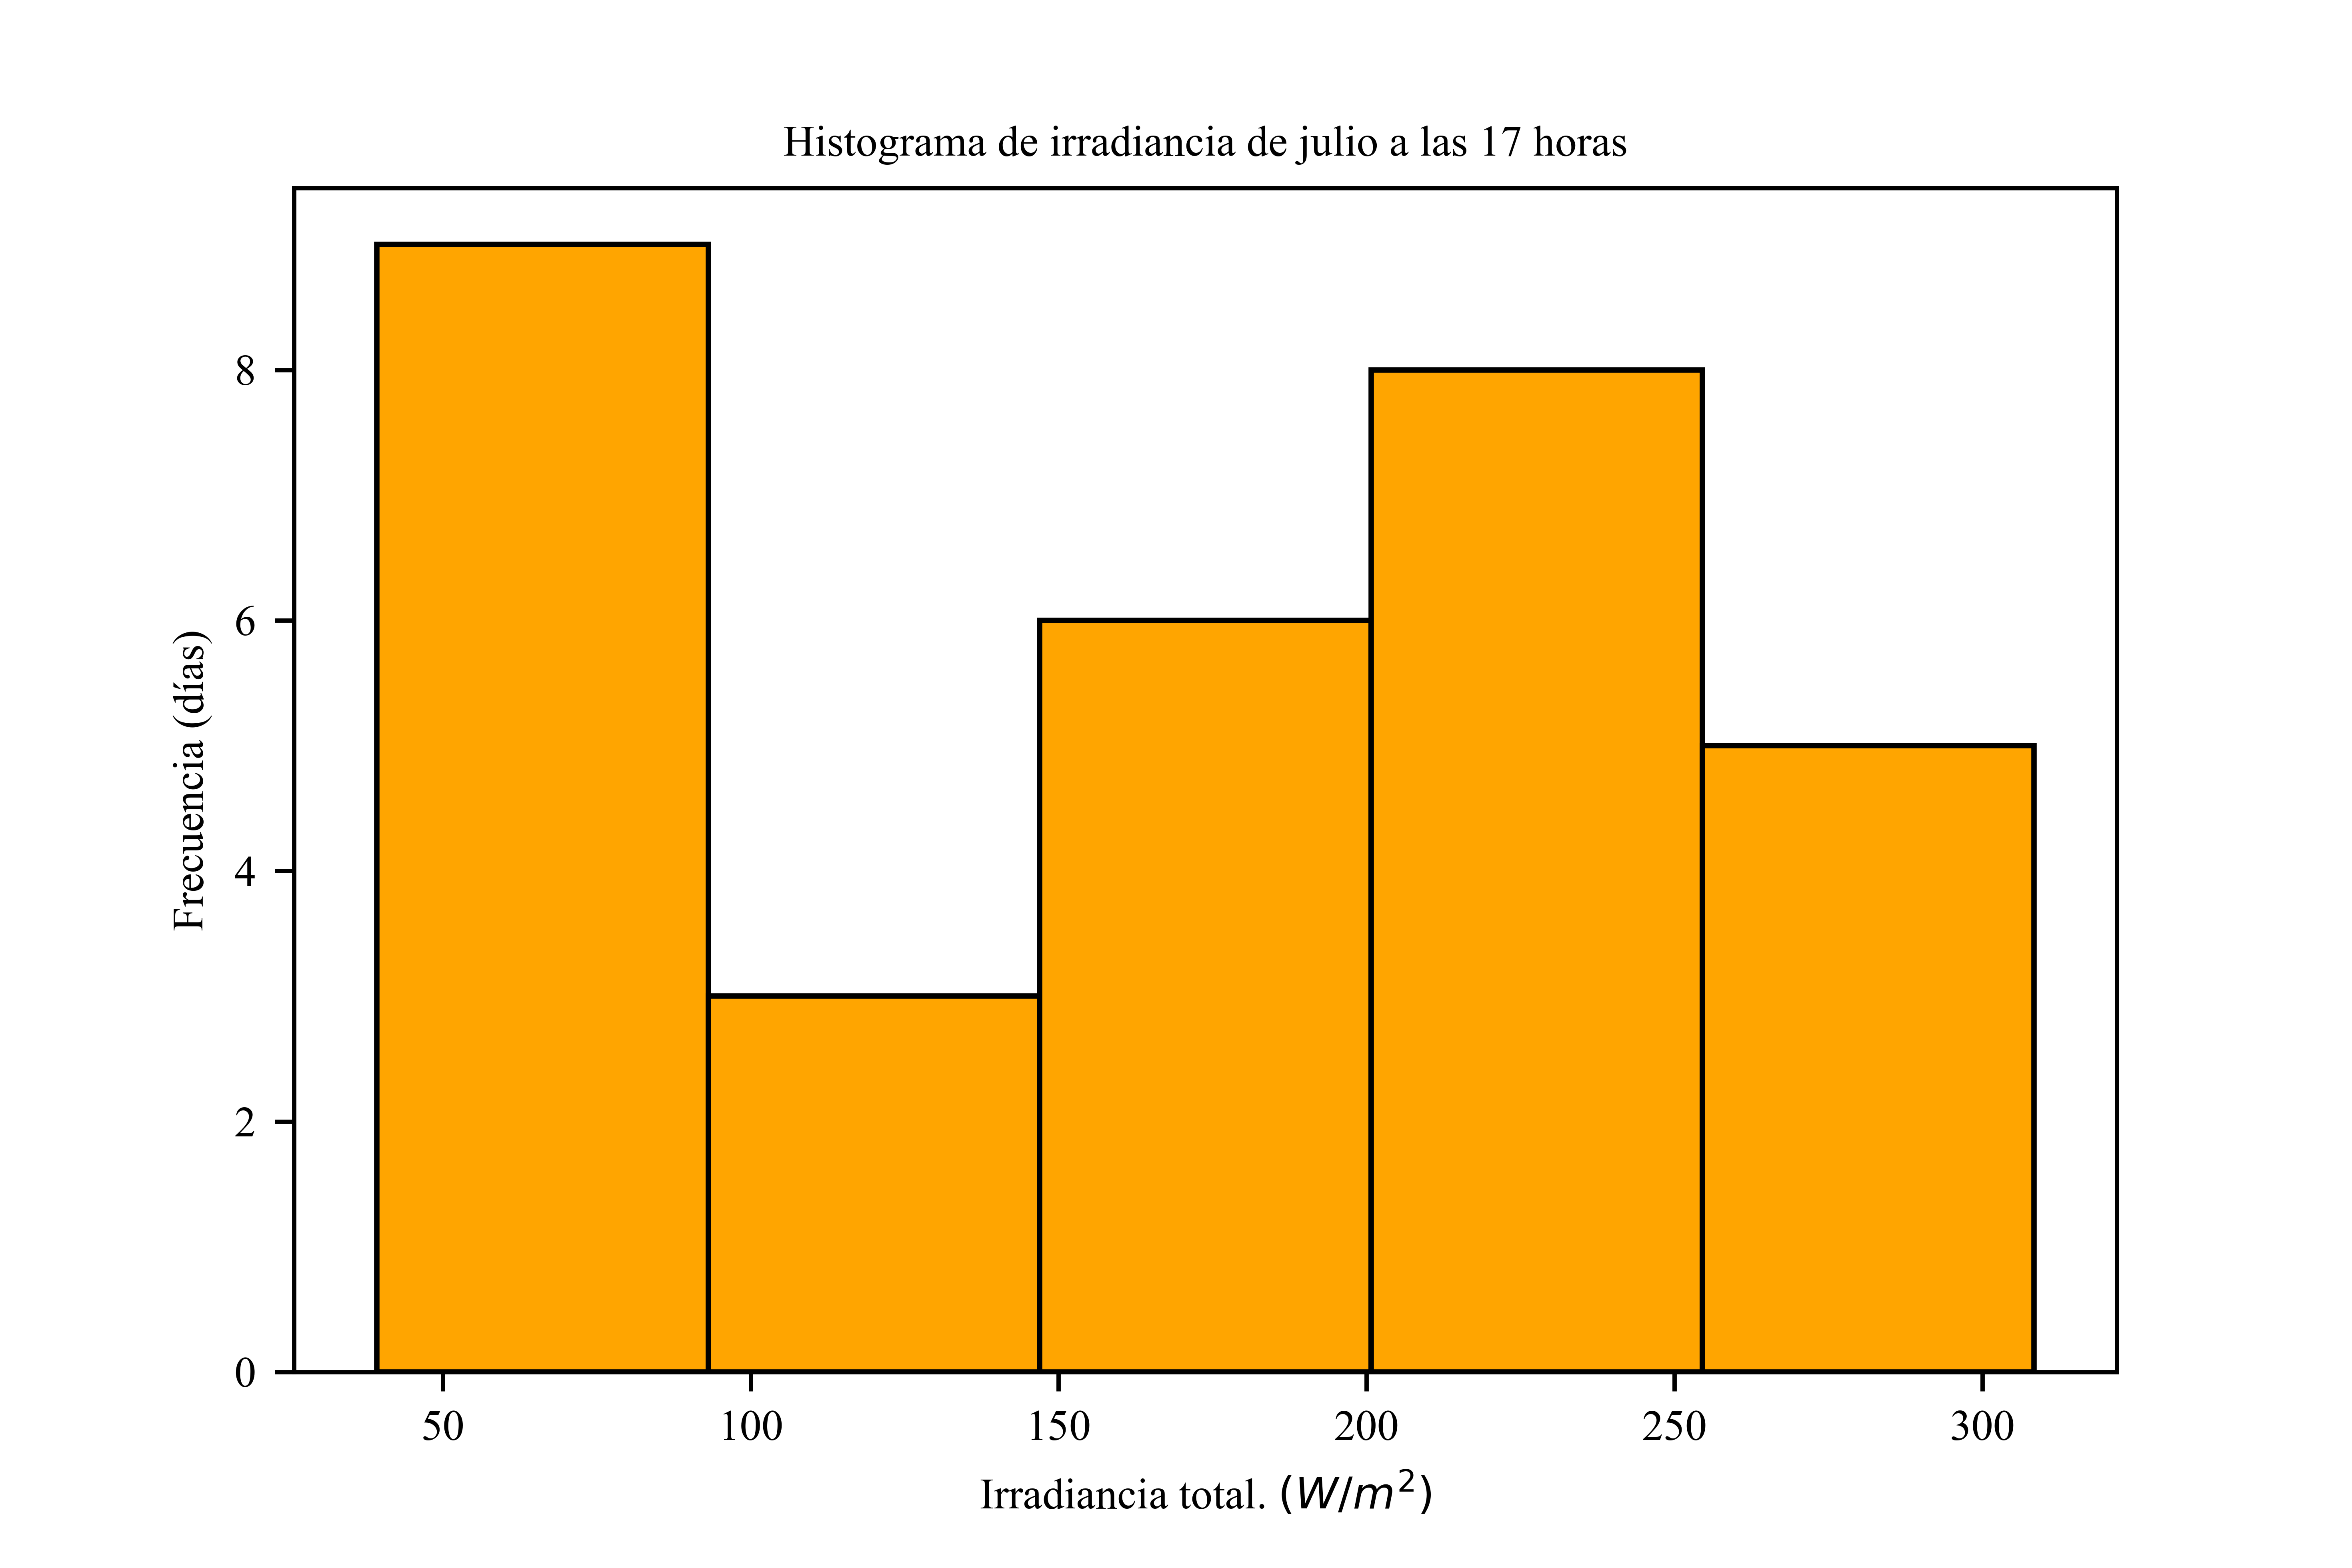 Histograma de irradiancia de julio a las 17 horas
Frecuencia (días)
8
6
4
2
0
50 100 150 200 250 300
Irradiancia total. (W/m²)